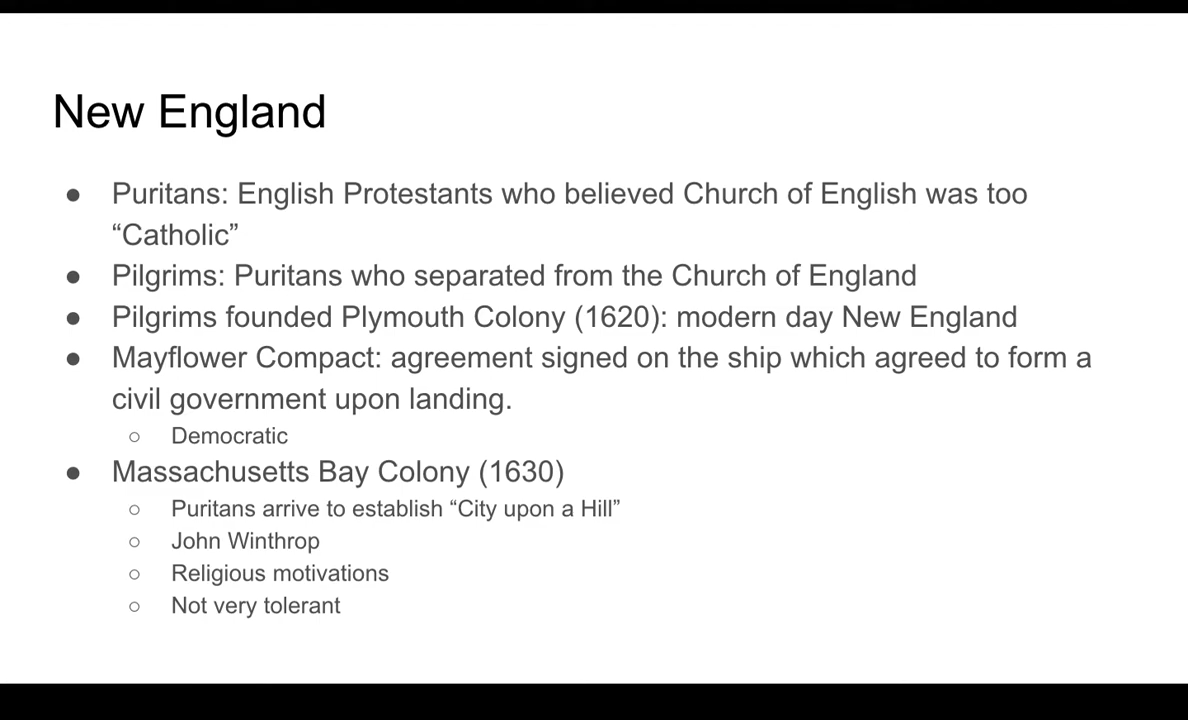 New England
● Puritans: English Protestants who believed Church of English was too
“Catholic”
● Pilgrims: Puritans who separated from the Church of England
● Pilgrims founded Plymouth Colony (1620): modern day New England
● Mayflower Compact: agreement signed on the ship which agreed to form a
civil government upon landing.
○ Democratic
● Massachusetts Bay Colony (1630)
○ Puritans arrive to establish “City upon a Hill”
○ John Winthrop
○ Religious motivations
○ Not very tolerant